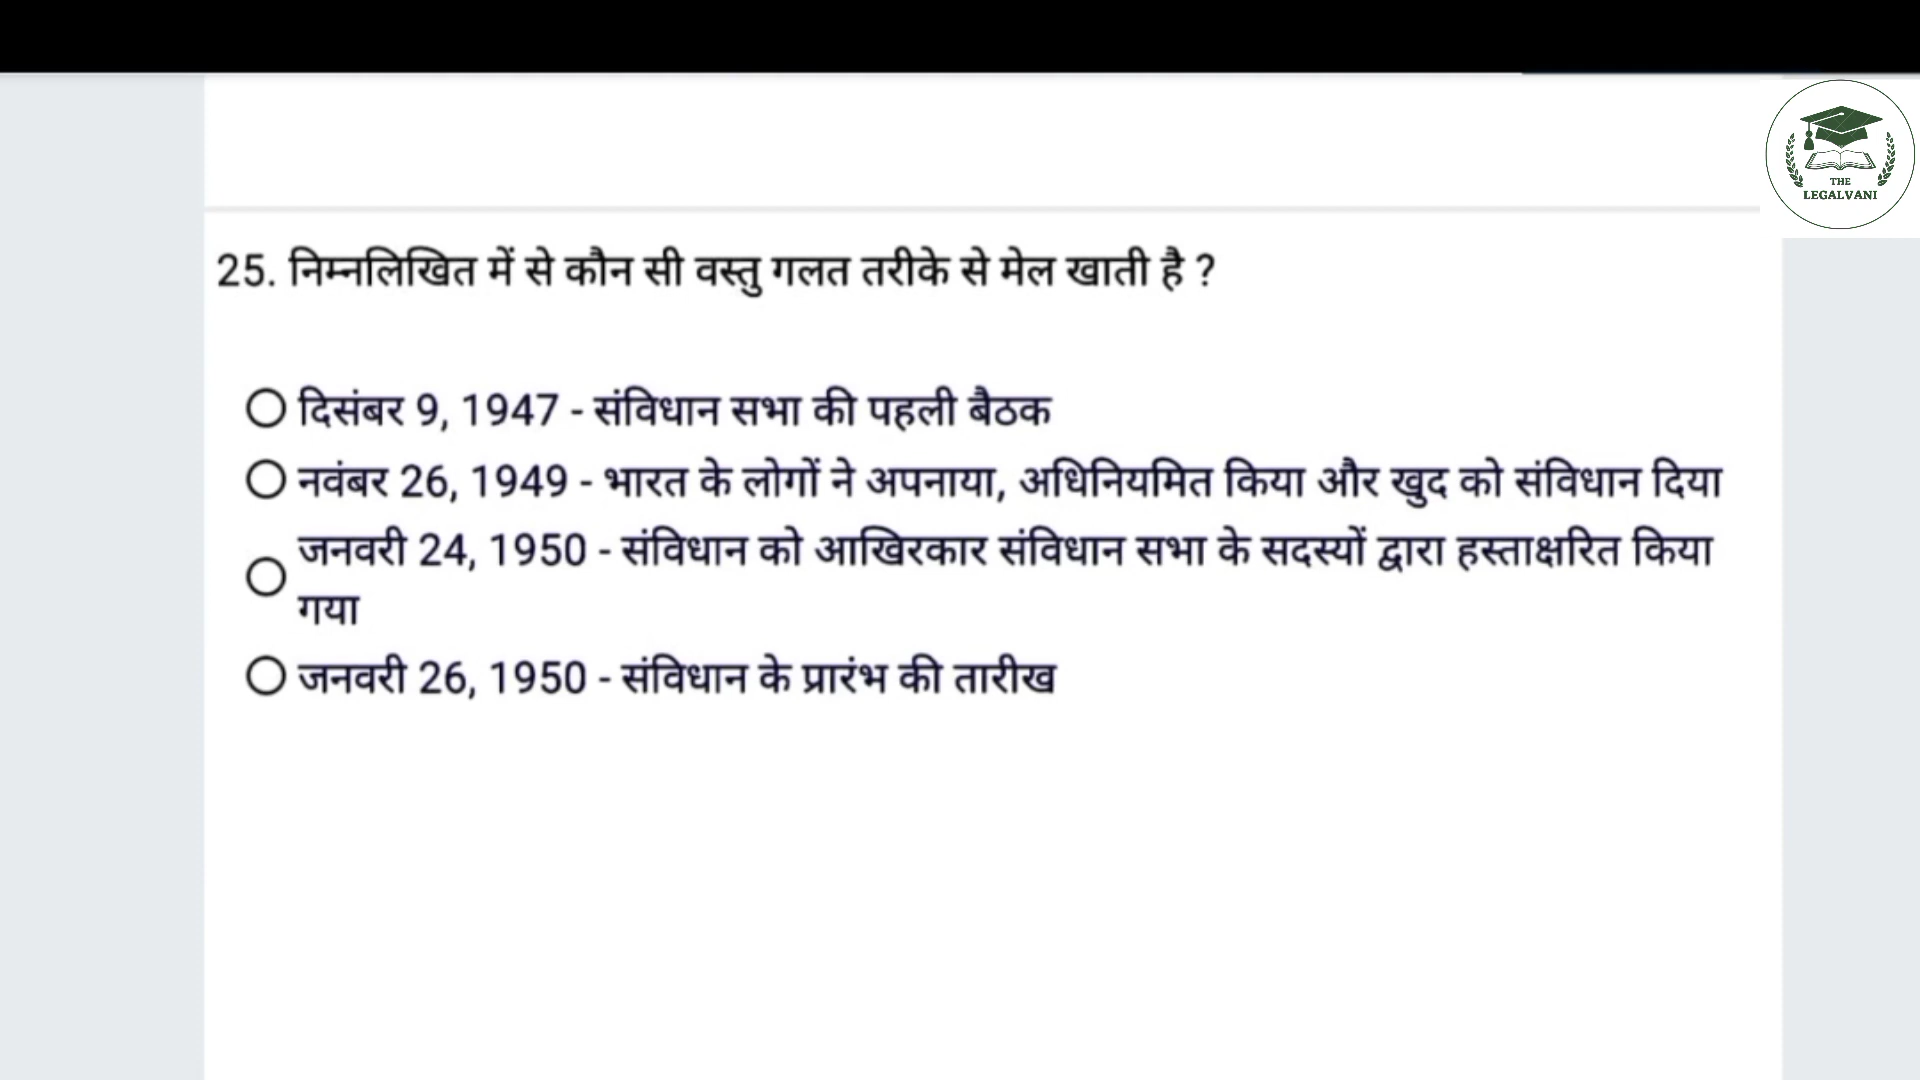 THE
LEGALVANI
25. निम्नलिखित में से कौन सी वस्तु गलत तरीके से मेल खाती है ?
दिसंबर 9, 1947 - संविधान सभा की पहली बैठक
नवंबर 26, 1949 - भारत के लोगों ने अपनाया, अधिनियमित किया और खुद को संविधान दिया
जनवरी 24, 1950 - संविधान को आखिरकार संविधान सभा के सदस्यों द्वारा हस्ताक्षरित किया
गया
जनवरी 26, 1950 - संविधान के प्रारंभ की तारीख